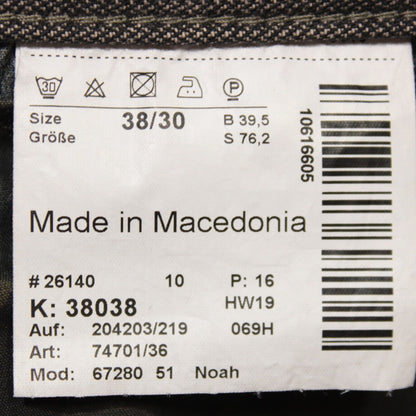 30 P
Size 38/30 B 39,5
Größe S 76,2
10616605
Made in Macedonia
# 26140 10 P: 16
K: 38038 HW19
Auf: 204203/219 069H
Art: 74701/36
Mod: 67280 51 Noah